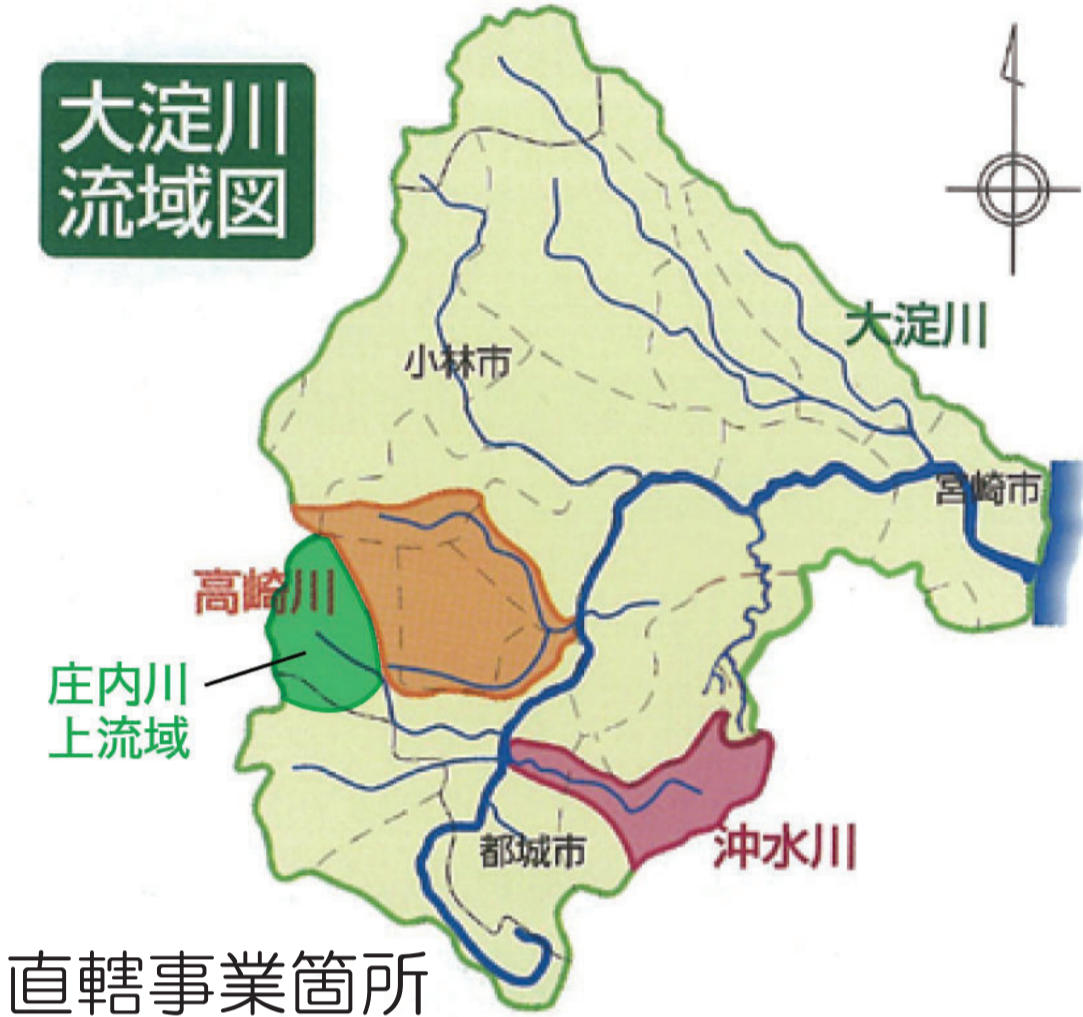 大淀川
流域図
大淀川
小林市
宮崎市
高崎川
庄内川
上流域
都城市
沖水川
直轄事業箇所